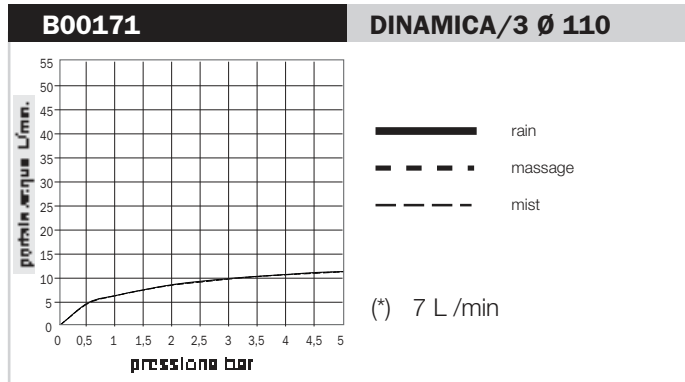 B00171 DINAMICA/3 Ø 110
55
50
45
40
35
30
25
20
15
10
5
0
0 0,5 1 1,5 2 2,5 3 3,5 4 4,5 5
pressione bar
portata acqua L/min.
rain
massage
mist
(*) 7 L /min